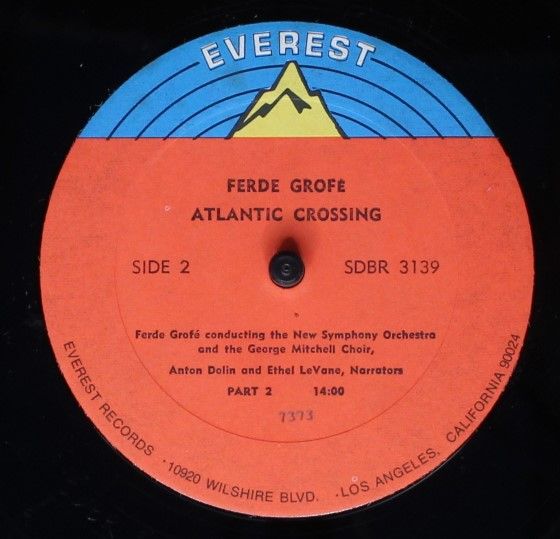 EVEREST
FERDE GROFÉ
ATLANTIC CROSSING
SIDE 2
SDBR 3139
Ferde Grofé conducting the New Symphony Orchestra
and the George Mitchell Choir,
Anton Dolin and Ethel LeVane, Narrators
PART 2 14:00
7373
EVEREST RECORDS · 10920 WILSHIRE BLVD. · LOS ANGELES, CALIFORNIA 90024